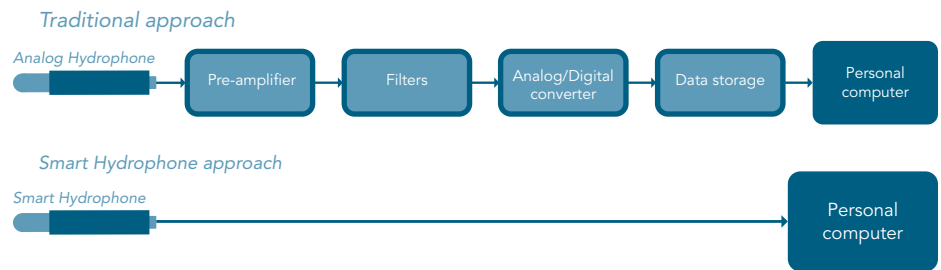 Traditional approach
Analog Hydrophone
Pre-amplifier
Filters
Analog/Digital
converter
Data storage
Personal
computer
Smart Hydrophone approach
Smart Hydrophone
Personal
computer